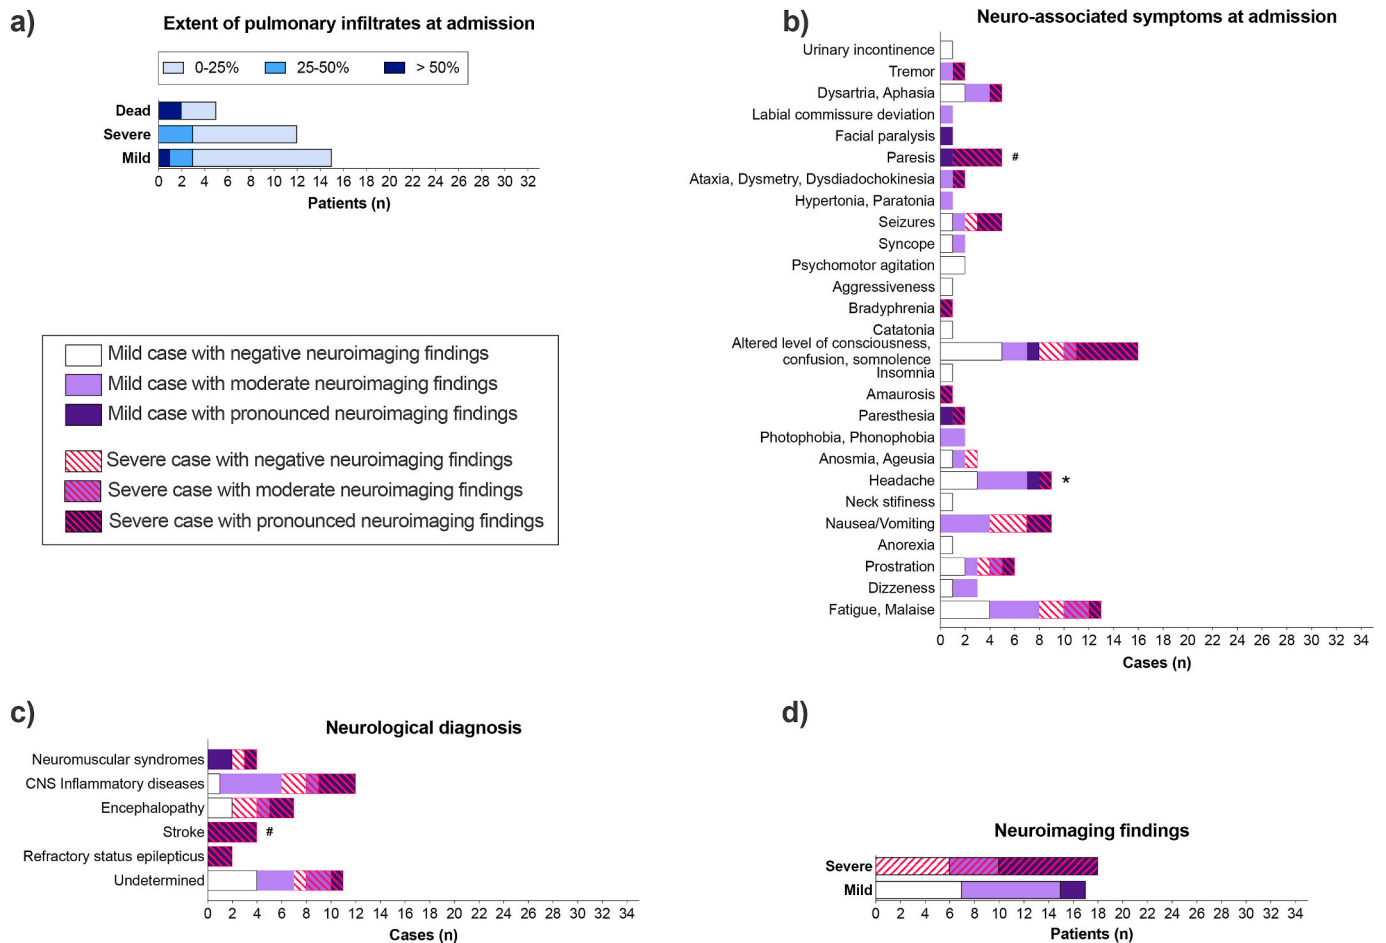 a)
Extent of pulmonary infiltrates at admission
0-25% 25-50% > 50%
Dead
Severe
Mild
0 2 4 6 8 10 12 14 16 18 20 22 24 26 28 30 32
Patients (n)
Mild case with negative neuroimaging findings
Mild case with moderate neuroimaging findings
Mild case with pronounced neuroimaging findings
Severe case with negative neuroimaging findings
Severe case with moderate neuroimaging findings
Severe case with pronounced neuroimaging findings
b)
Neuro-associated symptoms at admission
Urinary incontinence
Tremor
Dysartria, Aphasia
Labial commissure deviation
Facial paralysis
Paresis #
Ataxia, Dysmetry, Dysdiadochokinesia
Hypertonia, Paratonia
Seizures
Syncope
Psychomotor agitation
Aggressiveness
Bradyphrenia
Catatonia
Altered level of consciousness,
confusion, somnolence
Insomnia
Amaurosis
Paresthesia
Photophobia, Phonophobia
Anosmia, Ageusia
Headache *
Neck stifiness
Nausea/Vomiting
Anorexia
Prostration
Dizzeness
Fatigue, Malaise
0 2 4 6 8 10 12 14 16 18 20 22 24 26 28 30 32 34
Cases (n)
c)
Neurological diagnosis
Neuromuscular syndromes
CNS Inflammatory diseases
Encephalopathy
Stroke #
Refractory status epilepticus
Undetermined
0 2 4 6 8 10 12 14 16 18 20 22 24 26 28 30 32 34
Cases (n)
d)
Neuroimaging findings
Severe
Mild
0 2 4 6 8 10 12 14 16 18 20 22 24 26 28 30 32 34
Patients (n)